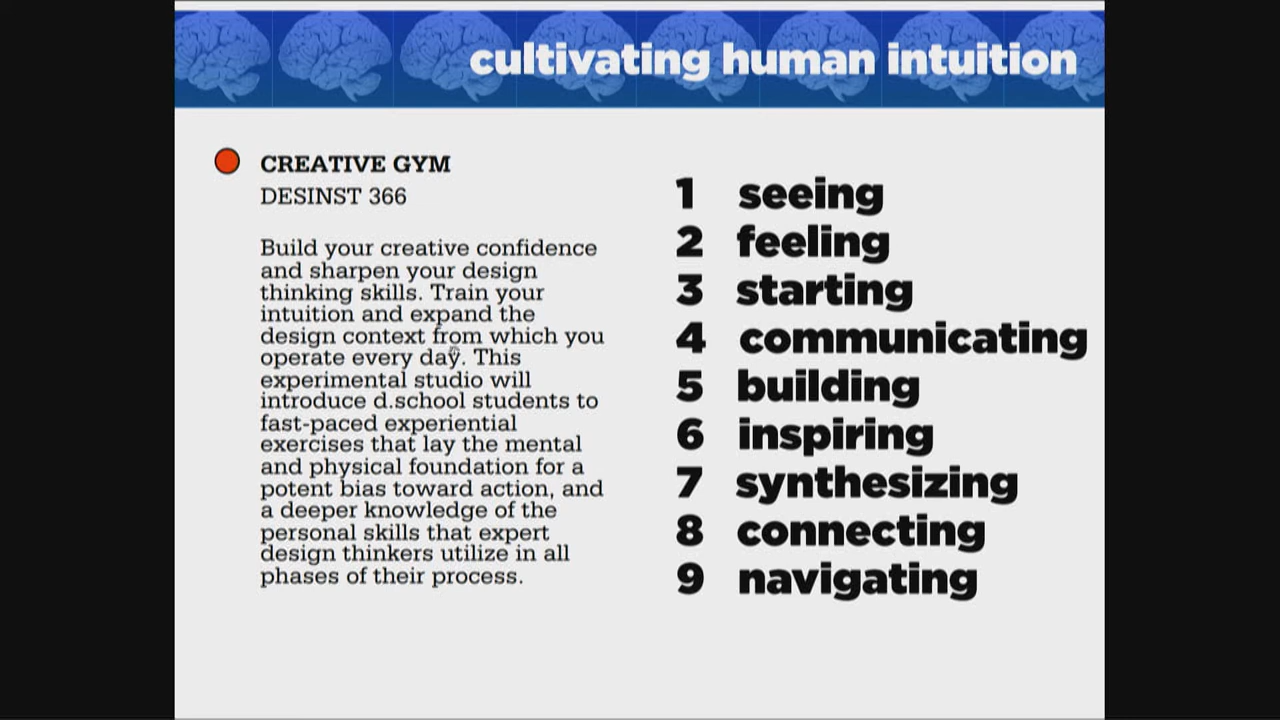 cultivating human intuition
CREATIVE GYM
DESINST 366
Build your creative confidence
and sharpen your design
thinking skills. Train your
intuition and expand the
design context from which you
operate every day. This
experimental studio will
introduce d.school students to
fast-paced experiential
exercises that lay the mental
and physical foundation for a
potent bias toward action, and
a deeper knowledge of the
personal skills that expert
design thinkers utilize in all
phases of their process.
1 seeing
2 feeling
3 starting
4 communicating
5 building
6 inspiring
7 synthesizing
8 connecting
9 navigating